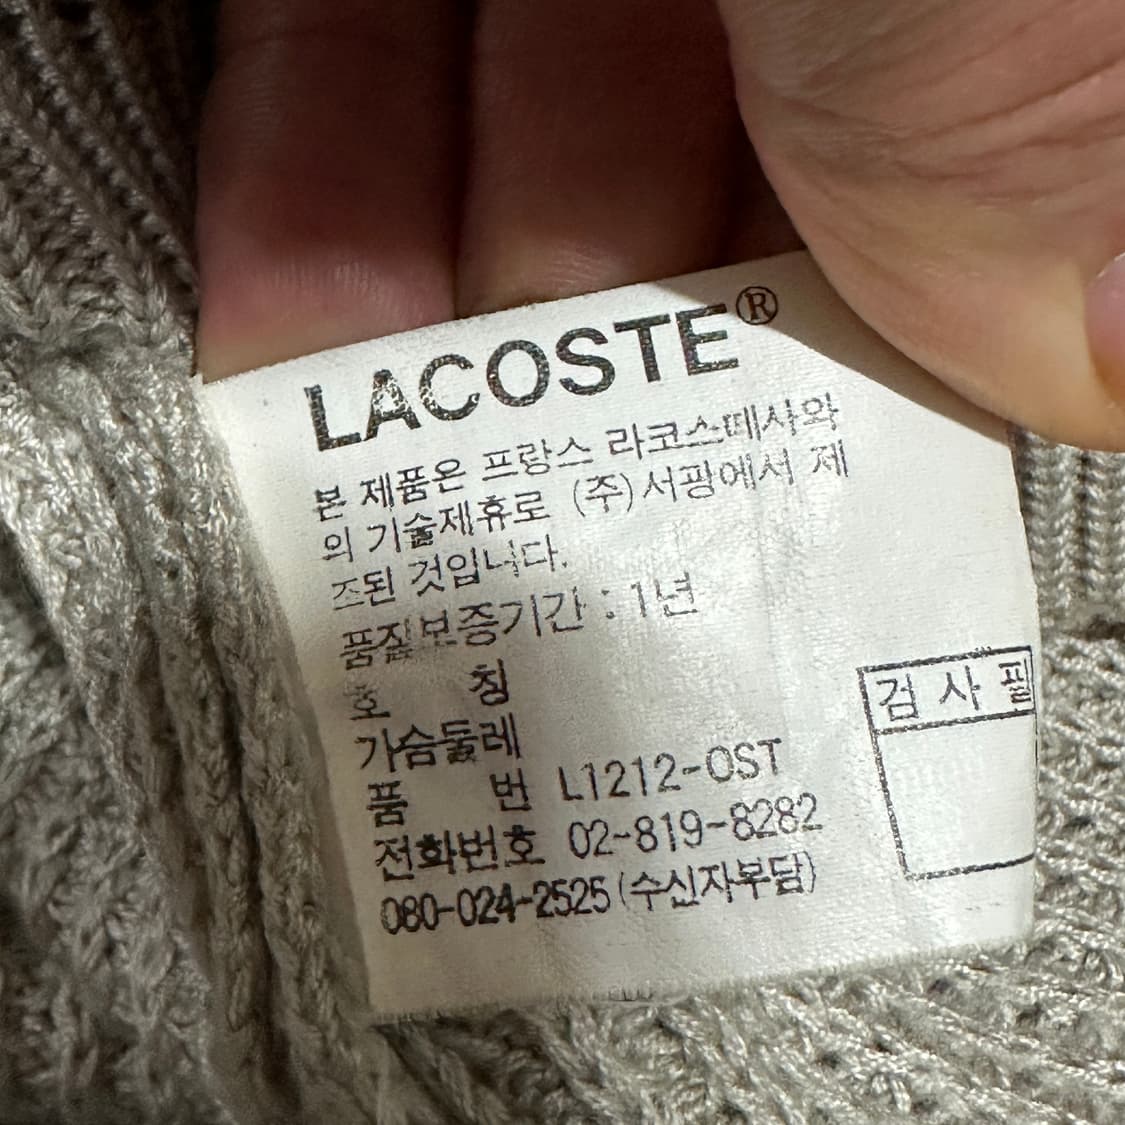 LACOSTE®
본 제품은 프랑스 라코스떼사와
의 기술제휴로 (주)서광에서 제
조된 것입니다.
품질보증기간 : 1년
호 칭
가슴둘레
품 번 L1212-OST
전화번호 02-819-8282
080-024-2525(수신자부담)
검 사 필